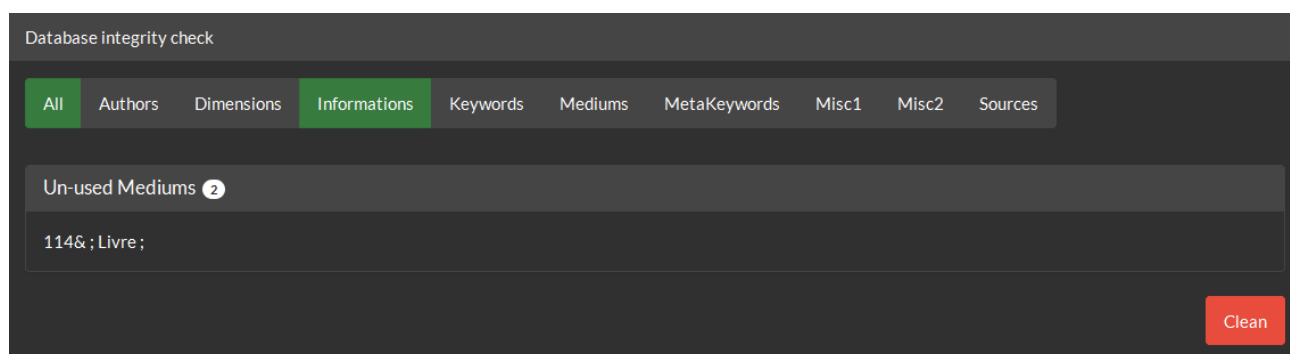 Database integrity check
All Authors Dimensions Informations Keywords Mediums MetaKeywords Misc1 Misc2 Sources
Un-used Mediums 2
114& ; Livre ;
Clean